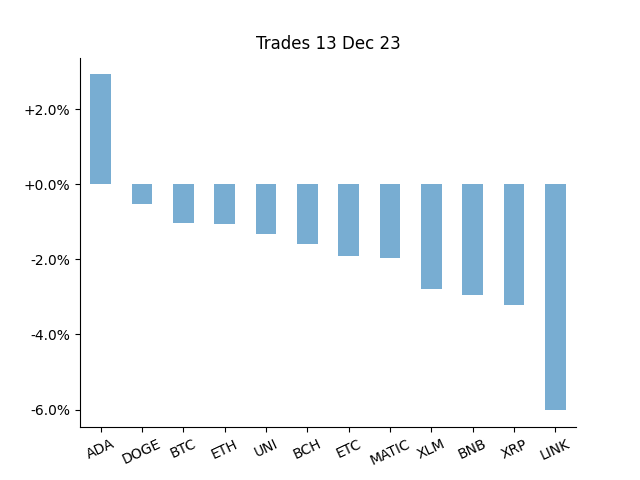 Trades 13 Dec 23
+2.0%
+0.0%
-2.0%
-4.0%
-6.0%
ADA DOGE BTC ETH UNI BCH ETC MATIC XLM BNB XRP LINK